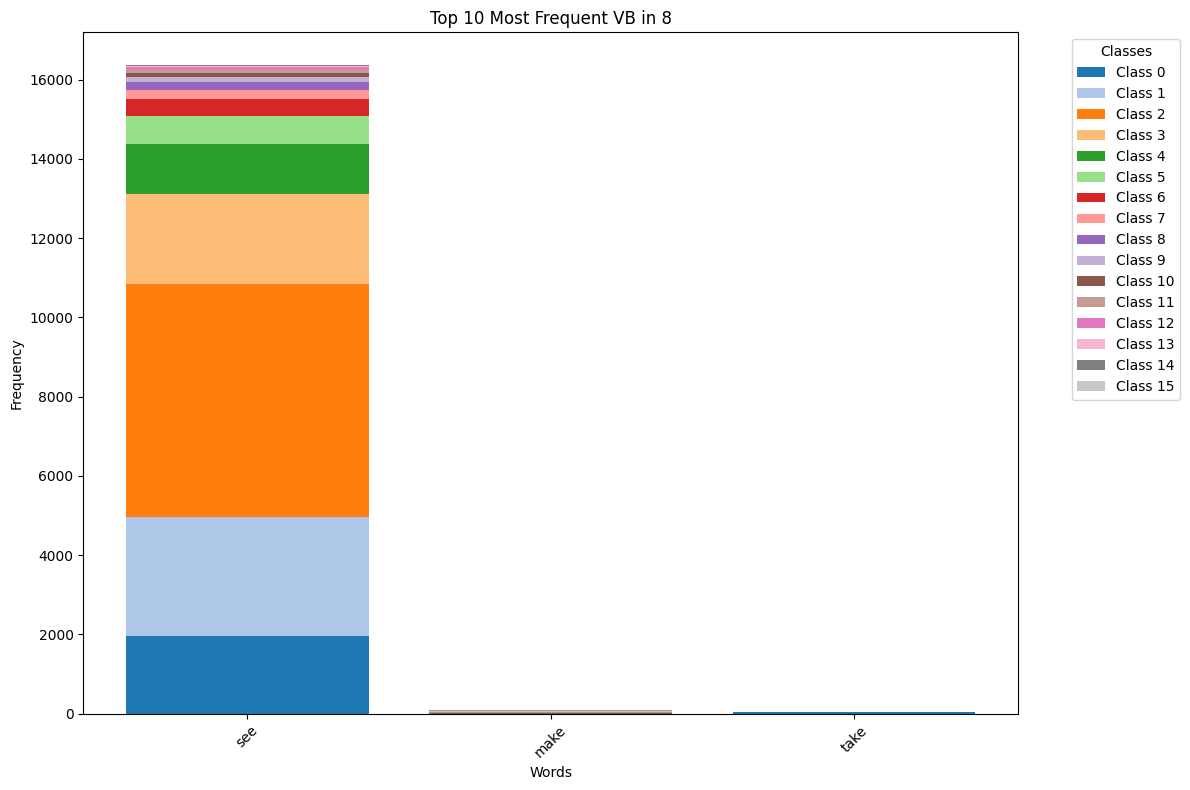 Top 10 Most Frequent VB in 8
Frequency
16000
14000
12000
10000
8000
6000
4000
2000
0
see
make
take
Words
Classes
Class 0
Class 1
Class 2
Class 3
Class 4
Class 5
Class 6
Class 7
Class 8
Class 9
Class 10
Class 11
Class 12
Class 13
Class 14
Class 15